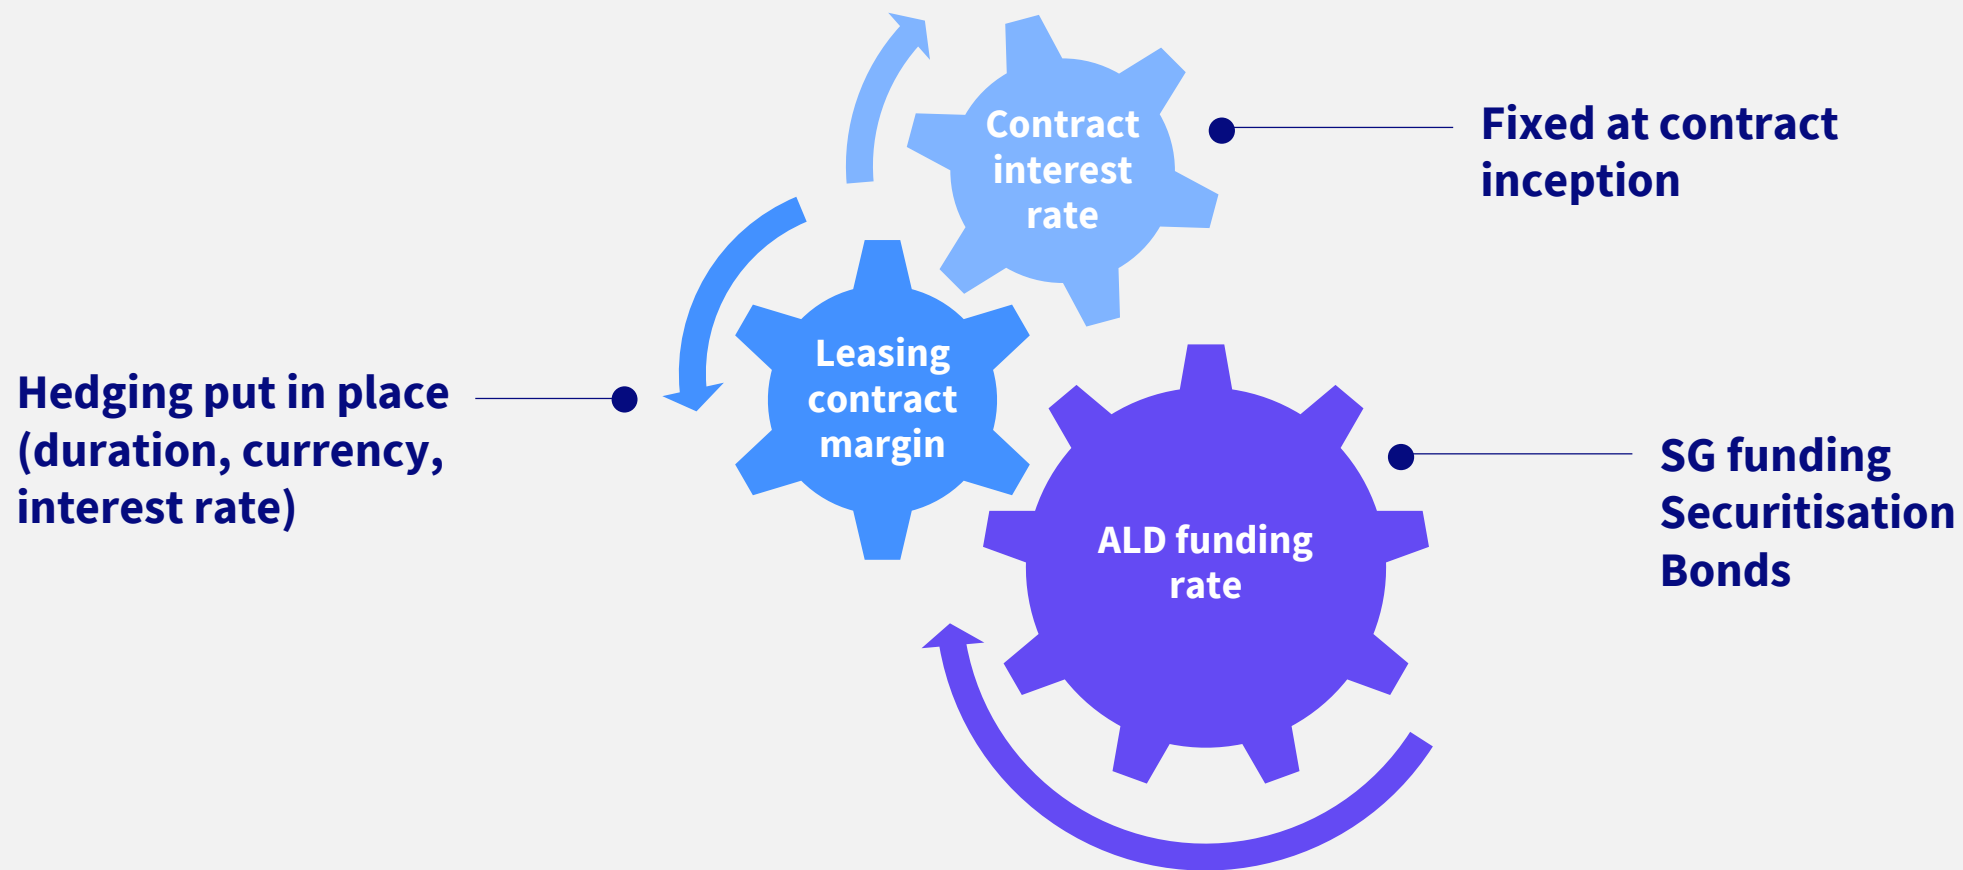 Contract
interest
rate
Fixed at contract
inception
Leasing
contract
margin
Hedging put in place
(duration, currency,
interest rate)
ALD funding
rate
SG funding
Securitisation
Bonds